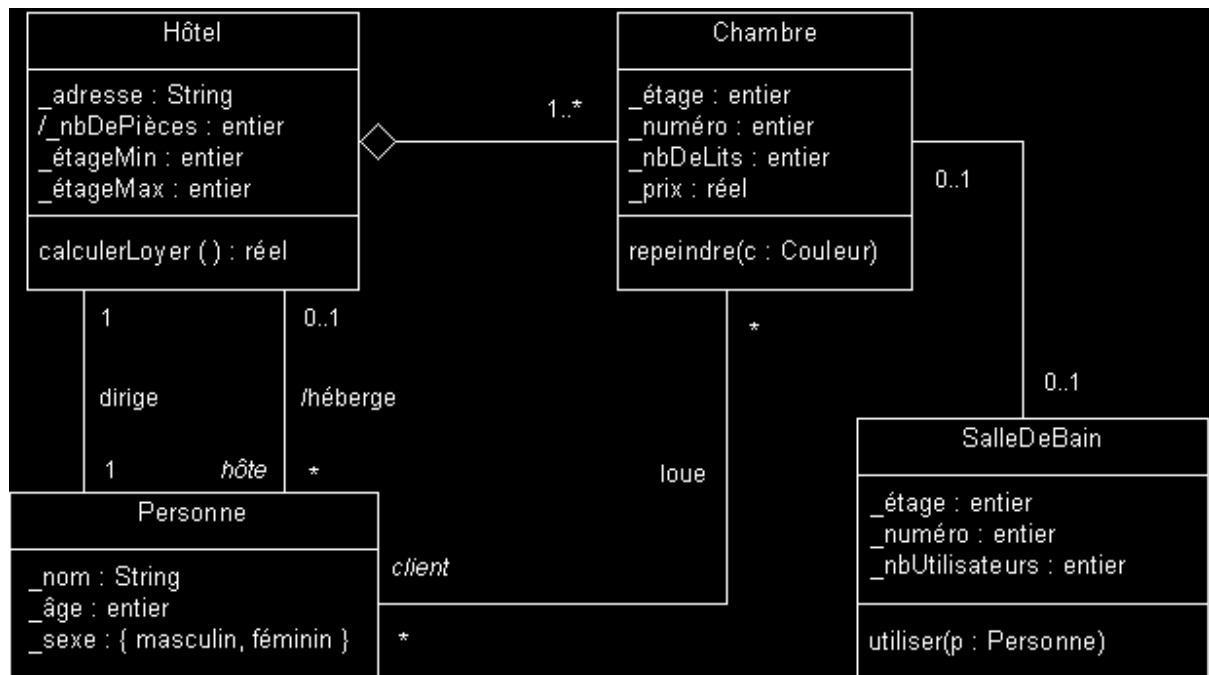 Hôtel
_adresse : String
/_nbDePièces : entier
_étageMin : entier
_étageMax : entier
calculerLoyer () : réel
1..*
Chambre
_étage : entier
_numéro : entier
_nbDeLits : entier
_prix : réel
repeindre(c : Couleur)
0..1
0..1
1
0..1
dirige
/héberge
1
hôte
*
*
loue
client
*
Personne
_nom : String
_âge : entier
_sexe : { masculin, féminin }
SalleDeBain
_étage : entier
_numéro : entier
_nbUtilisateurs : entier
utiliser(p : Personne)